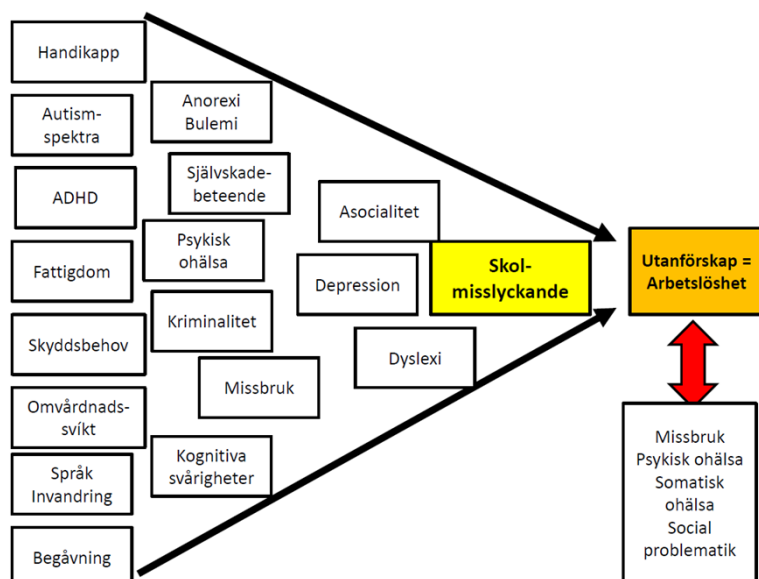 Handikapp
Autism-
spektra
ADHD
Fattigdom
Skyddsbehov
Omvårdnads-
svíkt
Språk
Invandring
Begåvning
Anorexi
Bulemi
Självskade-
beteende
Psykisk
ohälsa
Kriminalitet
Missbruk
Kognitiva
svårigheter
Asocialitet
Depression
Dyslexi
Skol-
misslyckande
Utanförskap =
Arbetslöshet
Missbruk
Psykisk ohälsa
Somatisk
ohälsa
Social
problematik